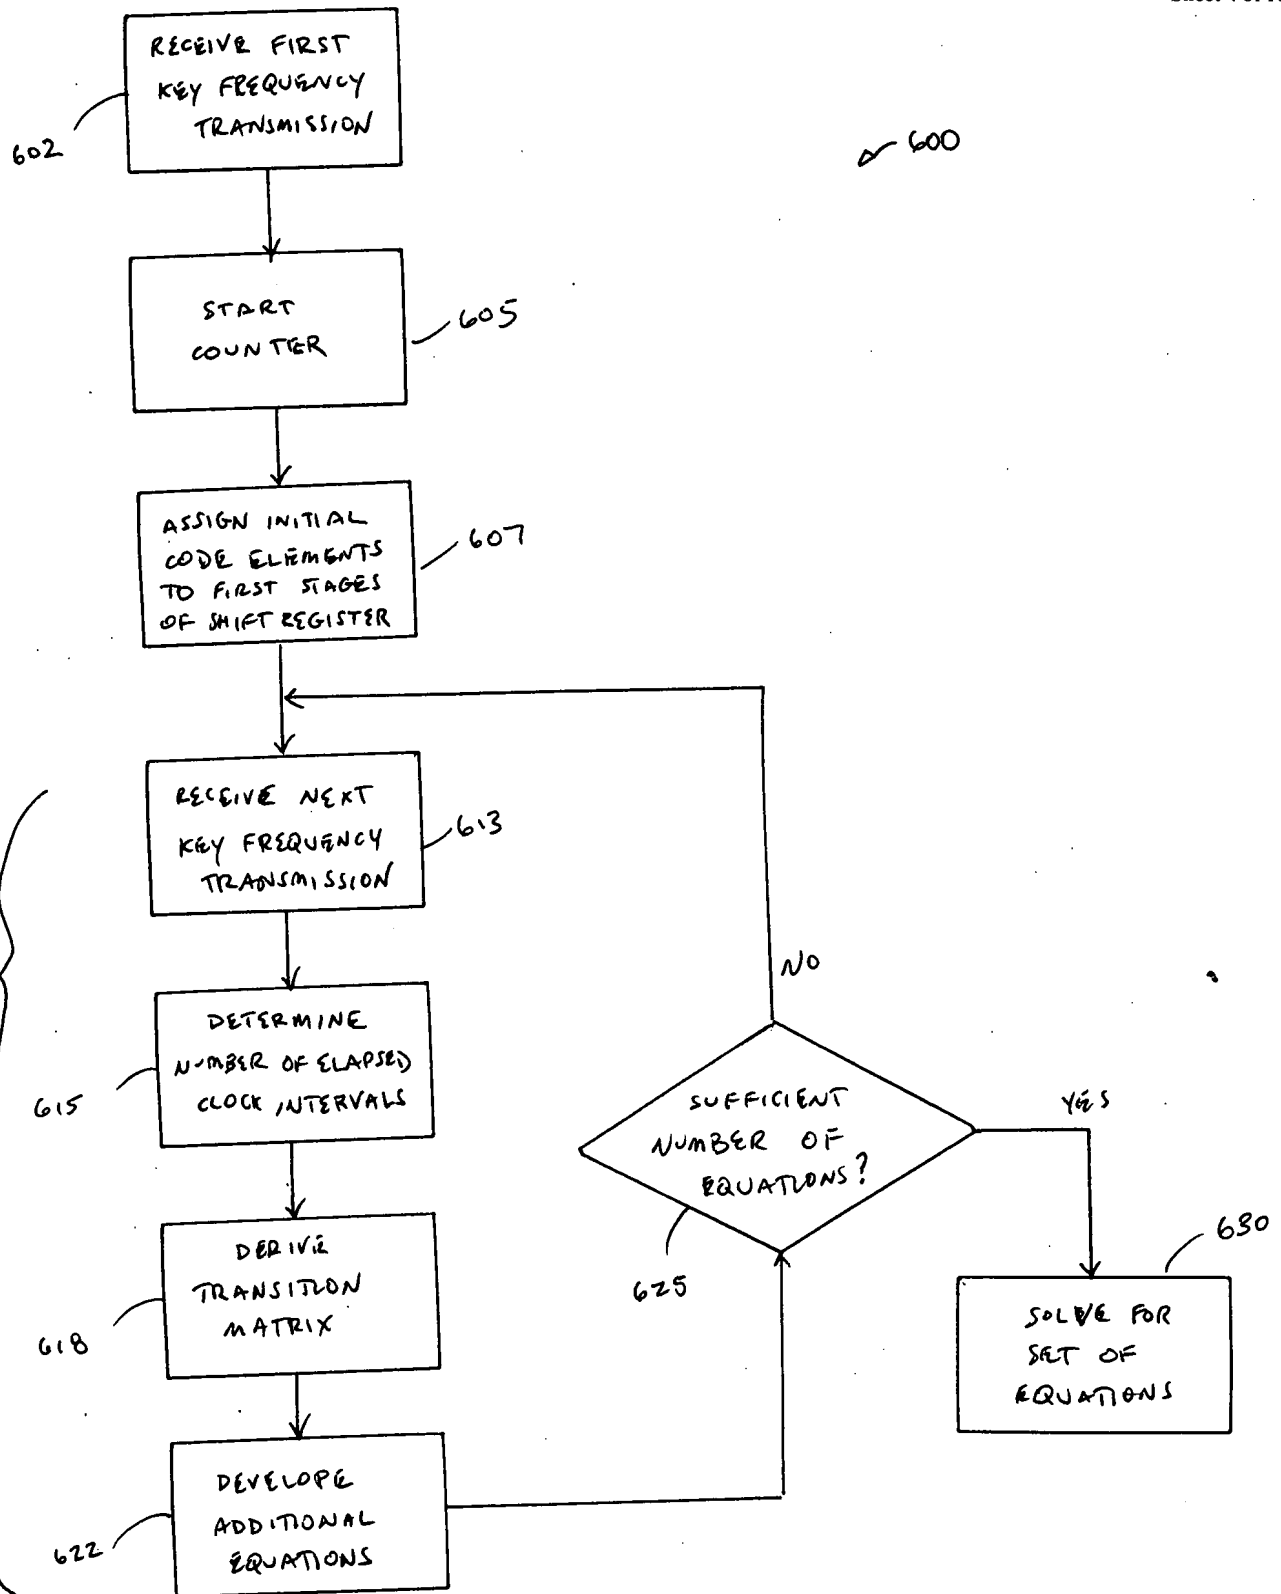 RECEIVE FIRST
KEY FREQUENCY
TRANSMISSION
602
600
START
COUNTER
605
ASSIGN INITIAL
CODE ELEMENTS
TO FIRST STAGES
OF SHIFT REGISTER
607
RECEIVE NEXT
KEY FREQUENCY
TRANSMISSION
613
DETERMINE
NUMBER OF ELAPSED
CLOCK INTERVALS
615
DERIVE
TRANSITION
MATRIX
618
DEVELOPE
ADDITIONAL
EQUATIONS
622
SUFFICIENT
NUMBER OF
EQUATIONS?
625
NO
YES
SOLVE FOR
SET OF
EQUATIONS
630